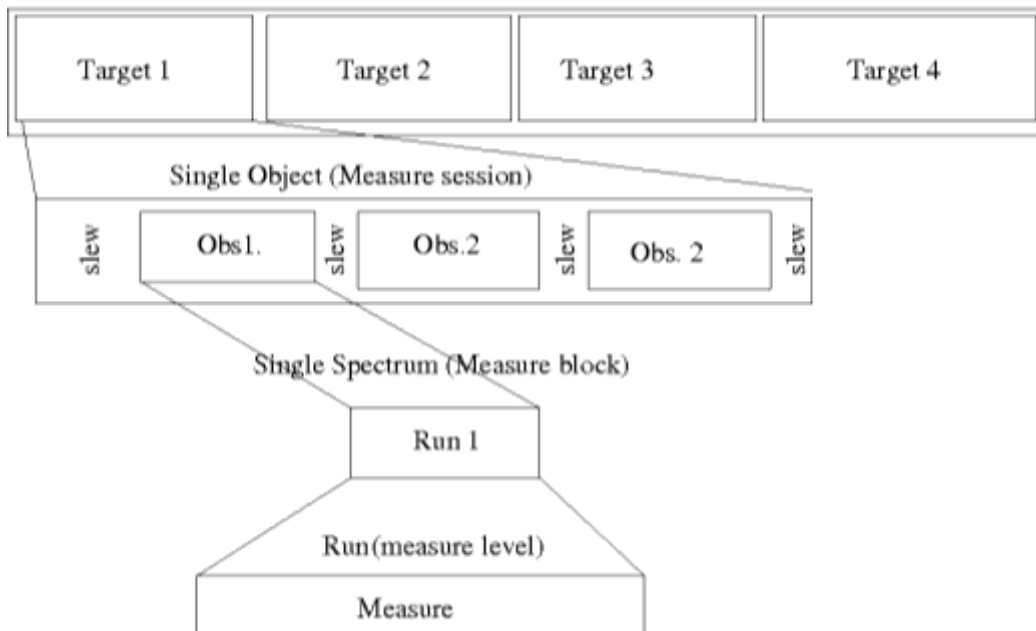 Target 1
Target 2
Target 3
Target 4
Single Object (Measure session)
slew
Obs1.
slew
Obs.2
slew
Obs. 2
slew
Single Spectrum (Measure block)
Run 1
Run(measure level)
Measure